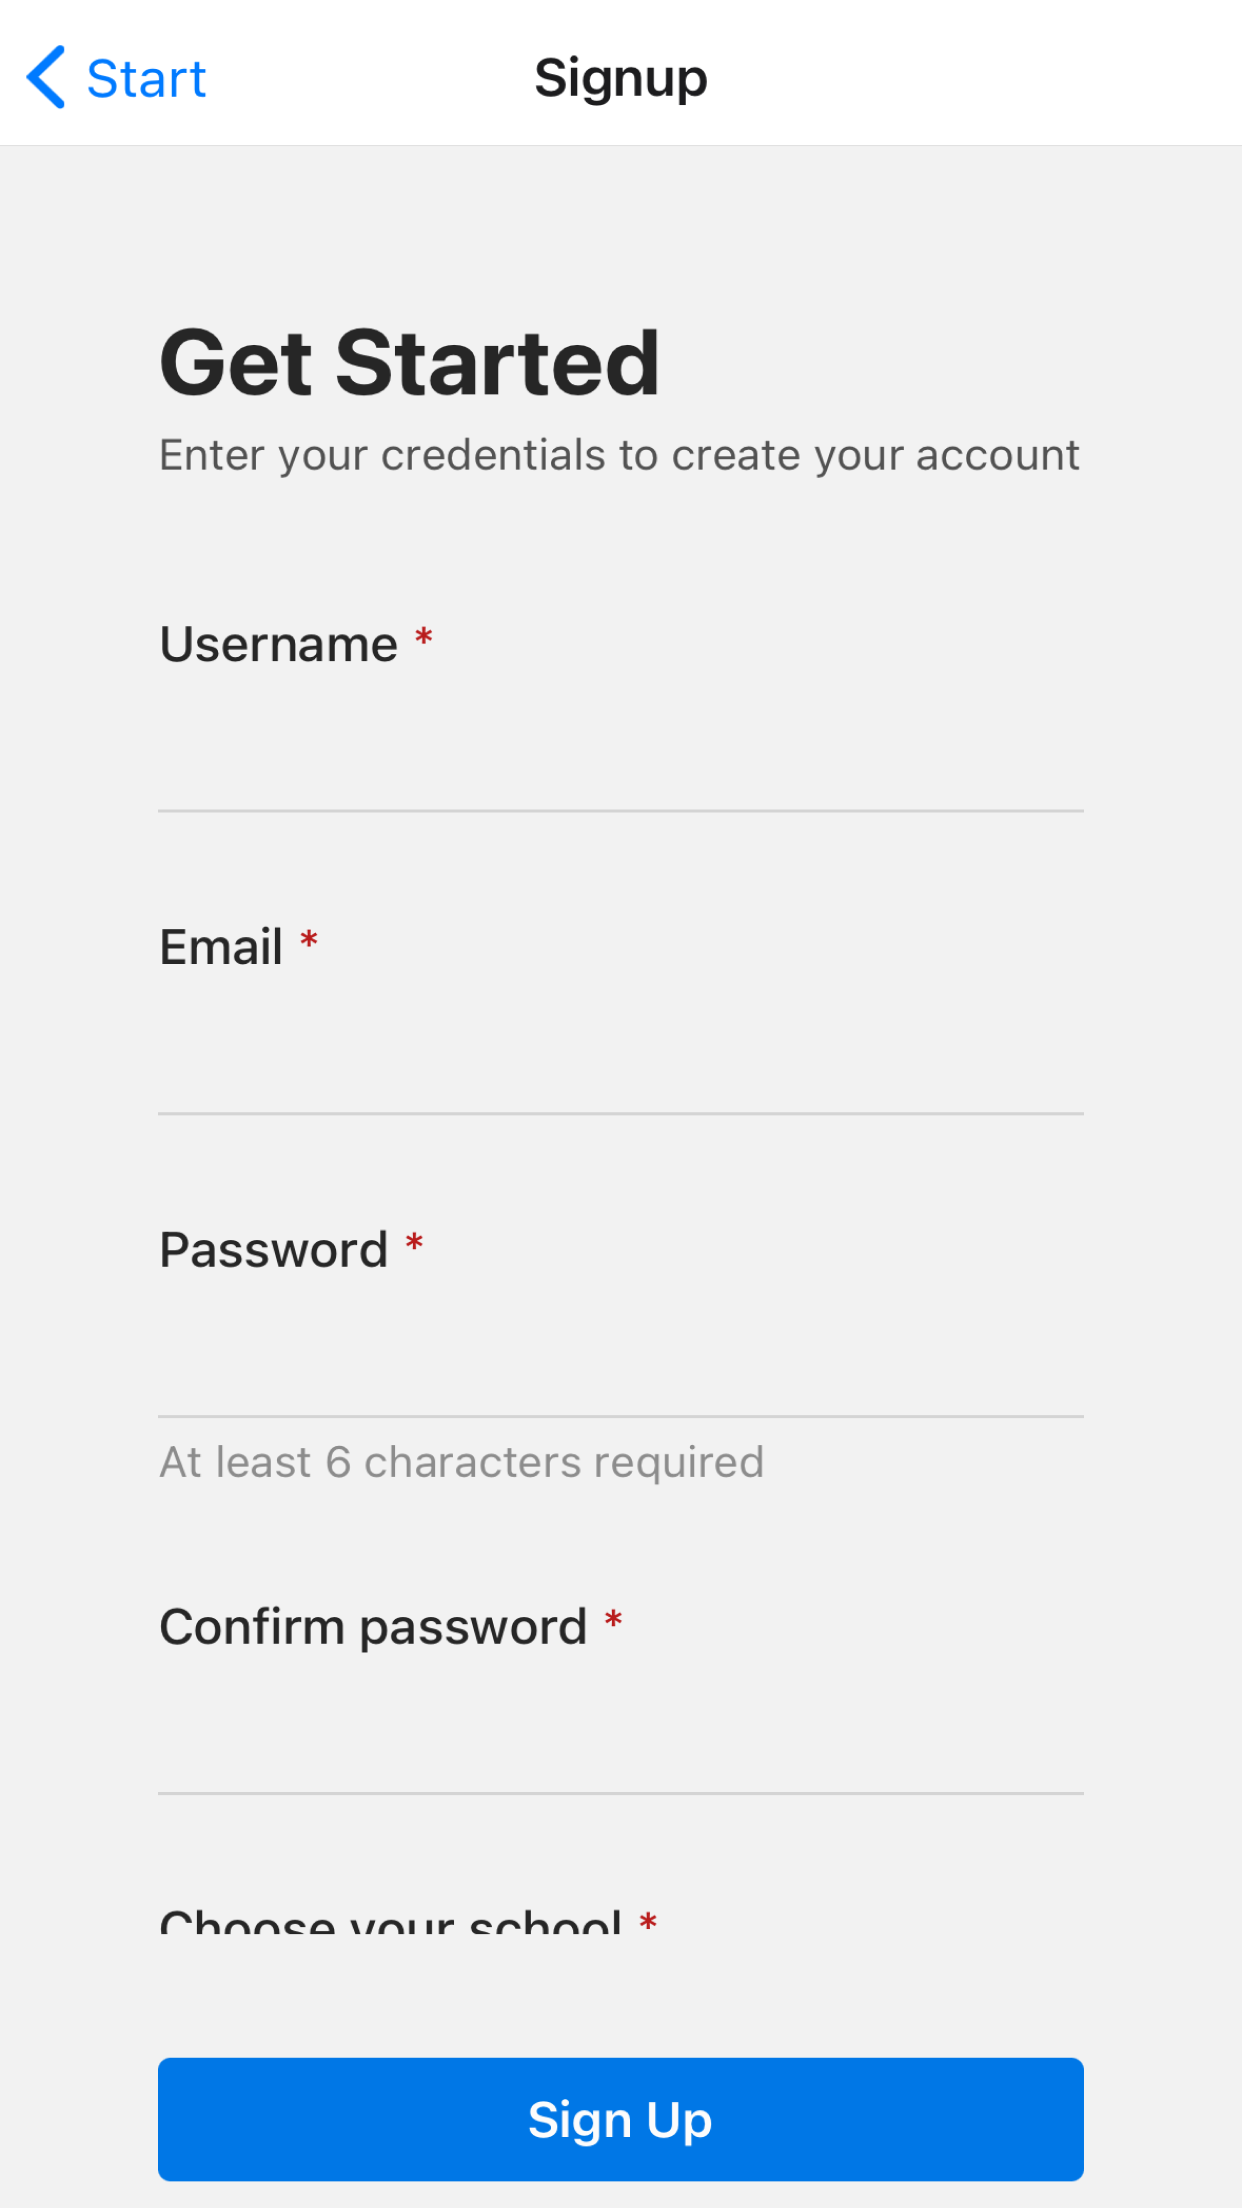 Start
Signup
Get Started
Enter your credentials to create your account
Username *
Email *
Password *
At least 6 characters required
Confirm password *
Choose your school *
Sign Up